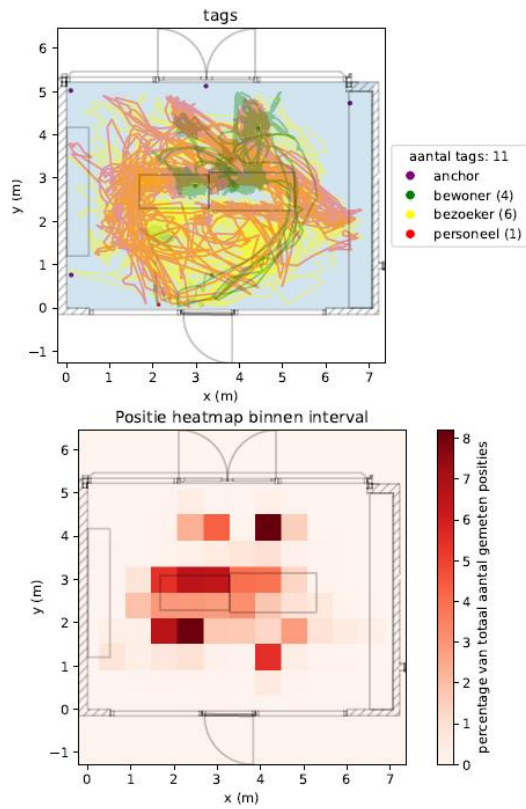 tags
6
5
4
3
2
1
0
−1
y (m)
0 1 2 3 4 5 6 7
x (m)
aantal tags: 11
anchor
bewoner (4)
bezoeker (6)
personeel (1)
Positie heatmap binnen interval
6
5
4
3
2
1
0
−1
y (m)
0 1 2 3 4 5 6 7
x (m)
8
7
6
5
4
3
2
1
0
percentage van totaal aantal gemeten posities